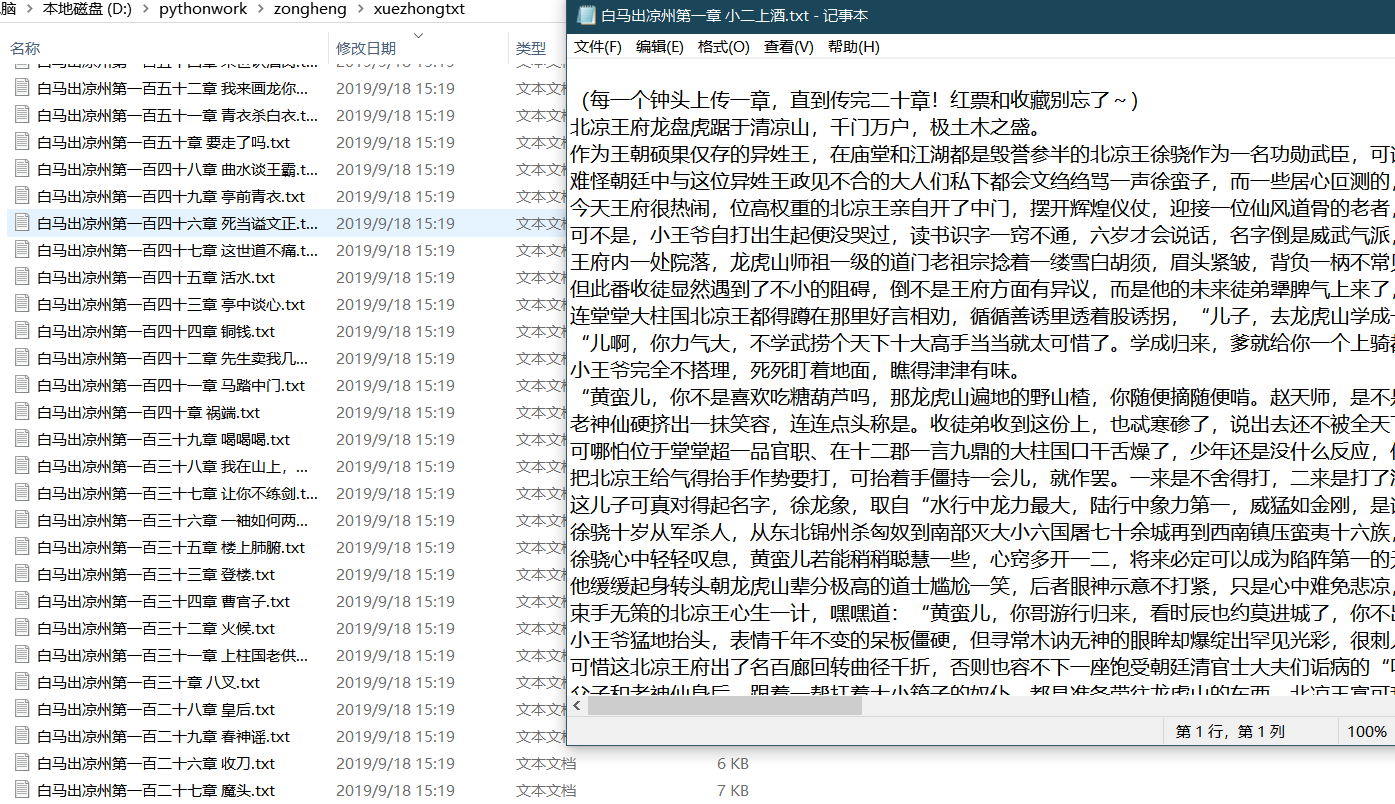 脑 > 本地磁盘 (D:) > pythonwork > zongheng > xuezhongtxt
名称 修改日期 类型
2019/9/18 15:19
白马出凉州第一百五十二章 我来画龙你... 2019/9/18 15:19 文本文档
白马出凉州第一百五十一章 青衣杀白衣.t... 2019/9/18 15:19 文本文档
白马出凉州第一百五十章 要走了吗.txt 2019/9/18 15:19 文本文档
白马出凉州第一百四十八章 曲水谈王霸.t... 2019/9/18 15:19 文本文档
白马出凉州第一百四十九章 亭前青衣.txt 2019/9/18 15:19 文本文档
白马出凉州第一百四十六章 死当谥文正.t... 2019/9/18 15:19 文本文档
白马出凉州第一百四十七章 这世道不痛.t... 2019/9/18 15:19 文本文档
白马出凉州第一百四十五章 活水.txt 2019/9/18 15:19 文本文档
白马出凉州第一百四十三章 亭中谈心.txt 2019/9/18 15:19 文本文档
白马出凉州第一百四十四章 铜钱.txt 2019/9/18 15:19 文本文档
白马出凉州第一百四十二章 先生卖我几... 2019/9/18 15:19 文本文档
白马出凉州第一百四十一章 马踏中门.txt 2019/9/18 15:19 文本文档
白马出凉州第一百四十章 祸端.txt 2019/9/18 15:19 文本文档
白马出凉州第一百三十九章 喝喝喝.txt 2019/9/18 15:19 文本文档
白马出凉州第一百三十八章 我在山上，... 2019/9/18 15:19 文本文档
白马出凉州第一百三十七章 让你不练剑.t... 2019/9/18 15:19 文本文档
白马出凉州第一百三十六章 一袖如何两... 2019/9/18 15:19 文本文档
白马出凉州第一百三十五章 楼上肺腑.txt 2019/9/18 15:19 文本文档
白马出凉州第一百三十三章 登楼.txt 2019/9/18 15:19 文本文档
白马出凉州第一百三十四章 曹官子.txt 2019/9/18 15:19 文本文档
白马出凉州第一百三十二章 火候.txt 2019/9/18 15:19 文本文档
白马出凉州第一百三十一章 上柱国老供... 2019/9/18 15:19 文本文档
白马出凉州第一百三十章 八叉.txt 2019/9/18 15:19 文本文档
白马出凉州第一百二十八章 皇后.txt 2019/9/18 15:19 文本文档
白马出凉州第一百二十九章 春神谣.txt 2019/9/18 15:19 文本文档
白马出凉州第一百二十六章 收刀.txt 2019/9/18 15:19 文本文档 6 KB
白马出凉州第一百二十七章 魔头.txt 2019/9/18 15:19 文本文档 7 KB
白马出凉州第一章 小二上酒.txt - 记事本
文件(F) 编辑(E) 格式(O) 查看(V) 帮助(H)
（每一个钟头上传一章，直到传完二十章！红票和收藏别忘了～）
北凉王府龙盘虎踞于清凉山，千门万户，极土木之盛。
作为王朝硕果仅存的异姓王，在庙堂和江湖都是毁誉参半的北凉王徐骁作为一名功勋武臣，可
难怪朝廷中与这位异姓王政见不合的大人们私下都会文绉绉骂一声徐蛮子，而一些居心叵测的，
今天王府很热闹，位高权重的北凉王亲自开了中门，摆开辉煌仪仗，迎接一位仙风道骨的老者，
可不是，小王爷自打出生起便没哭过，读书识字一窍不通，六岁才会说话，名字倒是威武气派，
王府内一处院落，龙虎山师祖一级的道门老祖宗捻着一缕雪白胡须，眉头紧皱，背负一柄不常见
但此番收徒显然遇到了不小的阻碍，倒不是王府方面有异议，而是他的未来徒弟犟脾气上来了，
连堂堂大柱国北凉王都得蹲在那里好言相劝，循循善诱里透着股诱拐，“儿子，去龙虎山学成一
“儿啊，你力气大，不学武捞个天下十大高手当当就太可惜了。学成归来，爹就给你一个上骑都
小王爷完全不搭理，死死盯着地面，瞧得津津有味。
“黄蛮儿，你不是喜欢吃糖葫芦吗，那龙虎山遍地的野山楂，你随便摘随便啃。赵天师，是不是
老神仙硬挤出一抹笑容，连连点头称是。收徒弟收到这份上，也忒寒碜了，说出去还不被全天下
可哪怕位于堂堂超一品官职、在十二郡一言九鼎的大柱国口干舌燥了，少年还是没什么反应，
把北凉王给气得抬手作势要打，可抬着手僵持一会儿，就作罢。一来是不舍得打，二来是打了
这儿子可真对得起名字，徐龙象，取自“水行中龙力最大，陆行中象力第一，威猛如金刚，是
徐骁十岁从军杀人，从东北锦州杀匈奴到南部灭大小六国屠七十余城再到西南镇压蛮夷十六族，
徐骁心中轻轻叹息，黄蛮儿若能稍稍聪慧一些，心窍多开一二，将来必定可以成为陷阵第一的
他缓缓起身转头朝龙虎山辈分极高的道士尴尬一笑，后者眼神示意不打紧，只是心中难免悲凉，
束手无策的北凉王心生一计，嘿嘿道：“黄蛮儿，你哥游行归来，看时辰也约莫进城了，你不出
小王爷猛地抬头，表情千年不变的呆板僵硬，但寻常木讷无神的眼眸却爆绽出罕见光彩，很刺
可惜这北凉王府出了名百廊回转曲径千折，否则也容不下一座饱受朝廷清官士大夫们诟病的“
第 1 行，第 1 列 100%